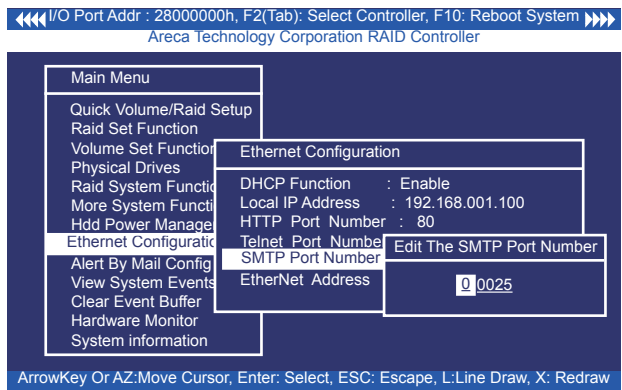 I/O Port Addr : 28000000h, F2(Tab): Select Controller, F10: Reboot System
Areca Technology Corporation RAID Controller
Main Menu
Quick Volume/Raid Setup
Raid Set Function
Volume Set Function
Physical Drives
Raid System Functio
More System Functi
Hdd Power Manage
Ethernet Configuratio
Alert By Mail Config
View System Events
Clear Event Buffer
Hardware Monitor
System information
Ethernet Configuration
DHCP Function : Enable
Local IP Address : 192.168.001.100
HTTP Port Number : 80
Telnet Port Numbe
SMTP Port Number
EtherNet Address
Edit The SMTP Port Number
0 0025
ArrowKey Or AZ:Move Cursor, Enter: Select, ESC: Escape, L:Line Draw, X: Redraw